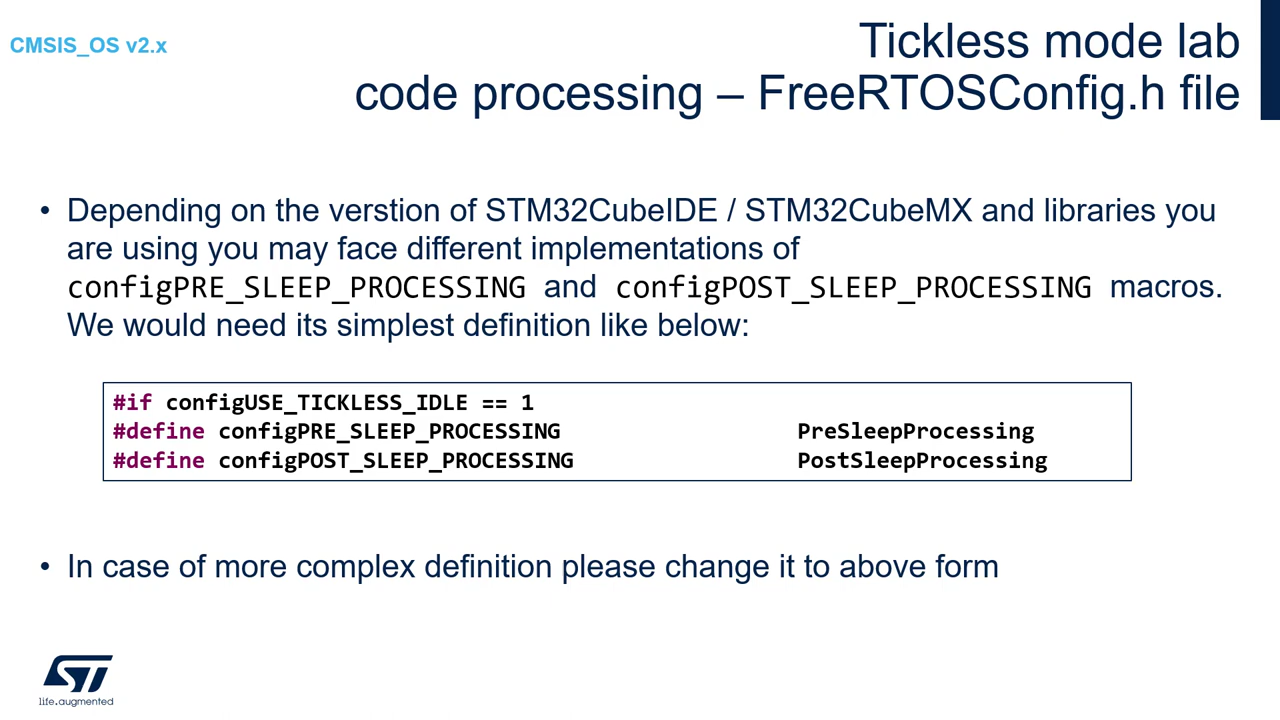 CMSIS_OS v2.x
Tickless mode lab
code processing – FreeRTOSConfig.h file
• Depending on the verstion of STM32CubeIDE / STM32CubeMX and libraries you
are using you may face different implementations of
configPRE_SLEEP_PROCESSING and configPOST_SLEEP_PROCESSING macros.
We would need its simplest definition like below:
#if configUSE_TICKLESS_IDLE == 1
#define configPRE_SLEEP_PROCESSING PreSleepProcessing
#define configPOST_SLEEP_PROCESSING PostSleepProcessing
• In case of more complex definition please change it to above form
ST
life.augmented